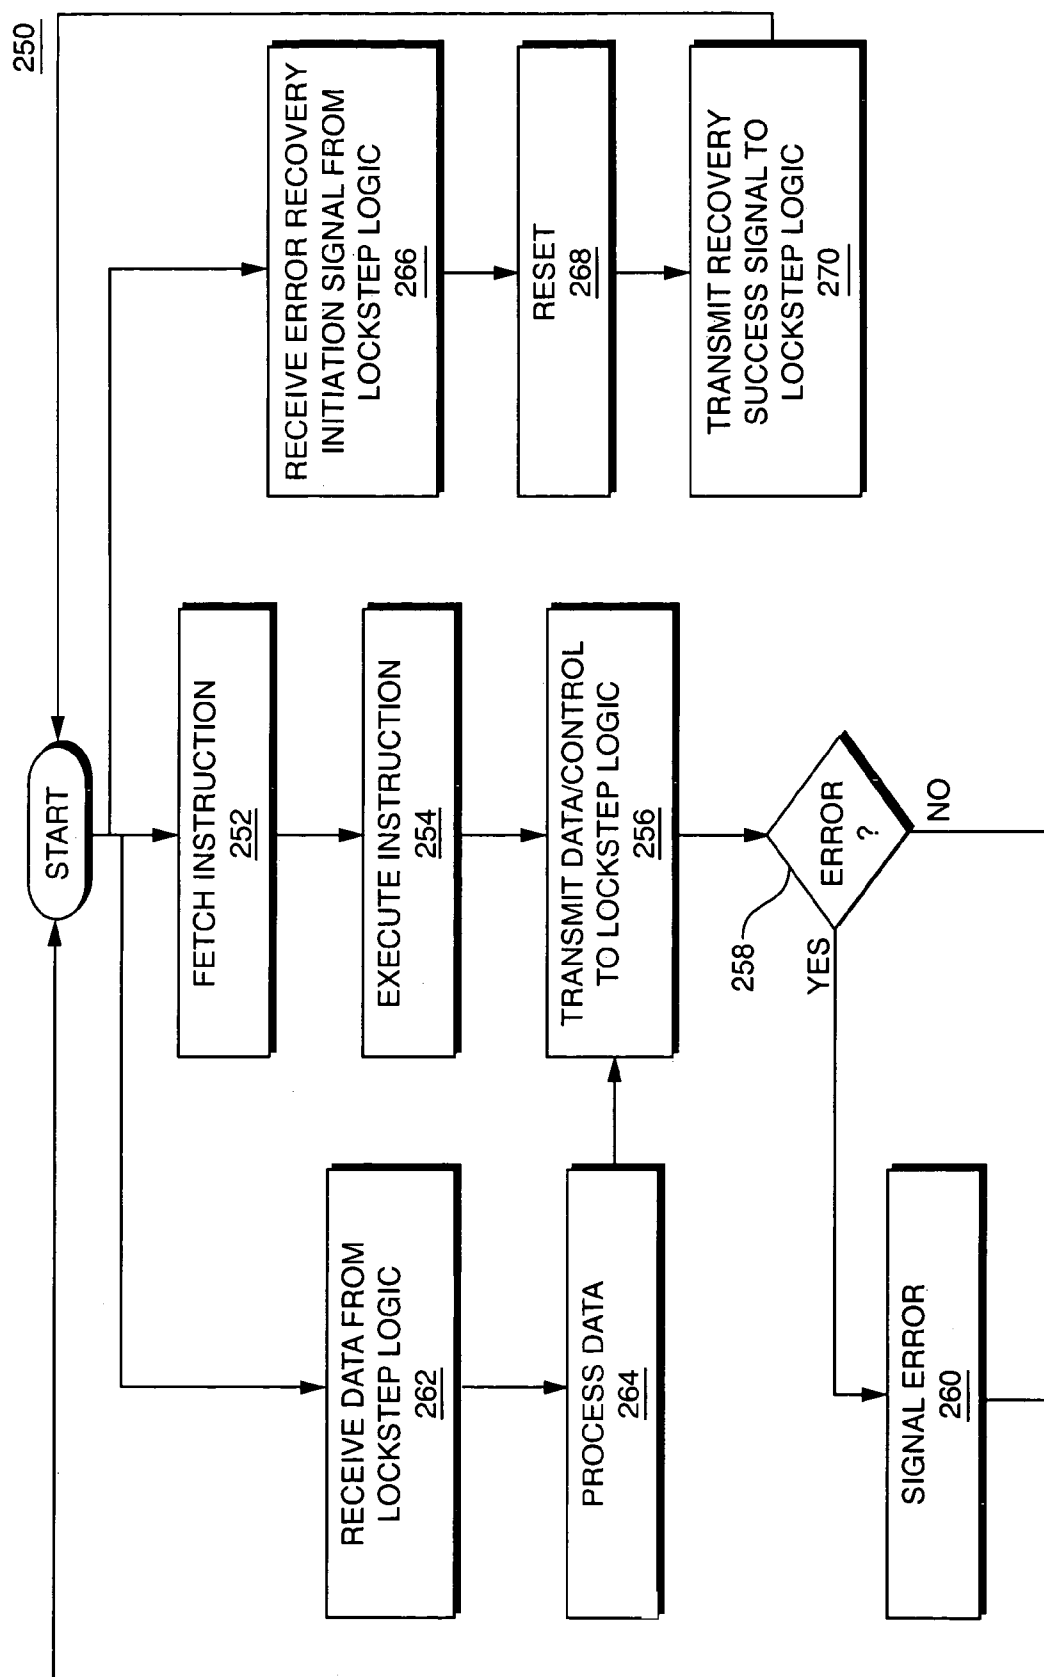 250
START
FETCH INSTRUCTION
252
EXECUTE INSTRUCTION
254
TRANSMIT DATA/CONTROL
TO LOCKSTEP LOGIC
256
258
ERROR
?
YES
NO
RECEIVE DATA FROM
LOCKSTEP LOGIC
262
PROCESS DATA
264
SIGNAL ERROR
260
RECEIVE ERROR RECOVERY
INITIATION SIGNAL FROM
LOCKSTEP LOGIC
266
RESET
268
TRANSMIT RECOVERY
SUCCESS SIGNAL TO
LOCKSTEP LOGIC
270